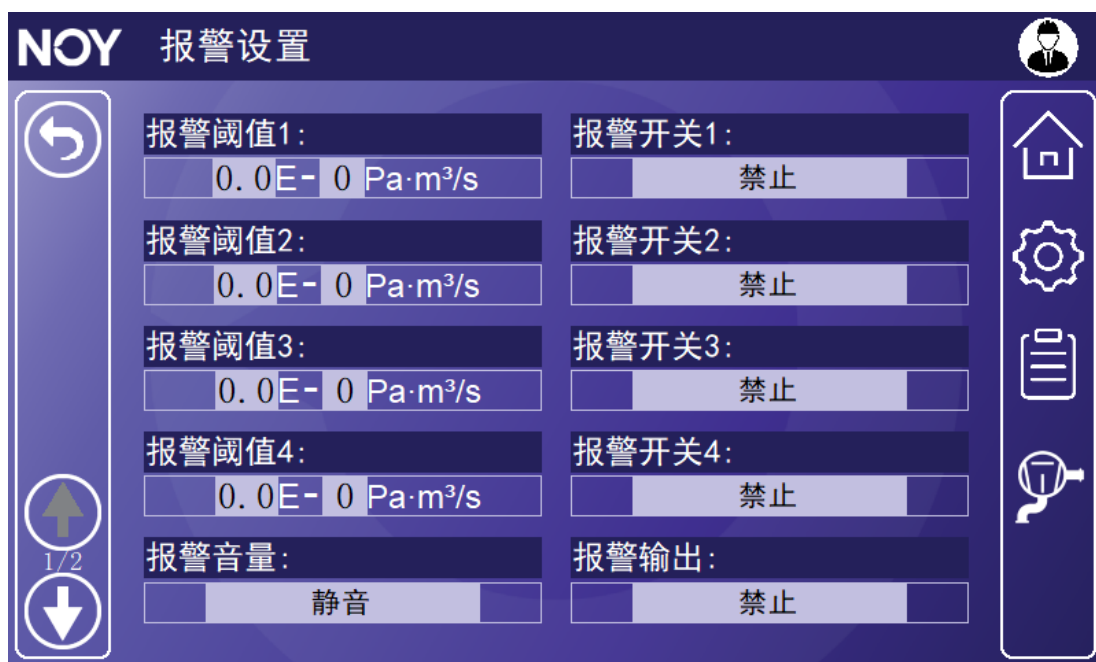 NOY 报警设置
报警阈值1: 报警开关1:
0.0E- 0 Pa·m³/s 禁止
报警阈值2: 报警开关2:
0.0E- 0 Pa·m³/s 禁止
报警阈值3: 报警开关3:
0.0E- 0 Pa·m³/s 禁止
报警阈值4: 报警开关4:
0.0E- 0 Pa·m³/s 禁止
1/2 报警音量: 报警输出:
静音 禁止